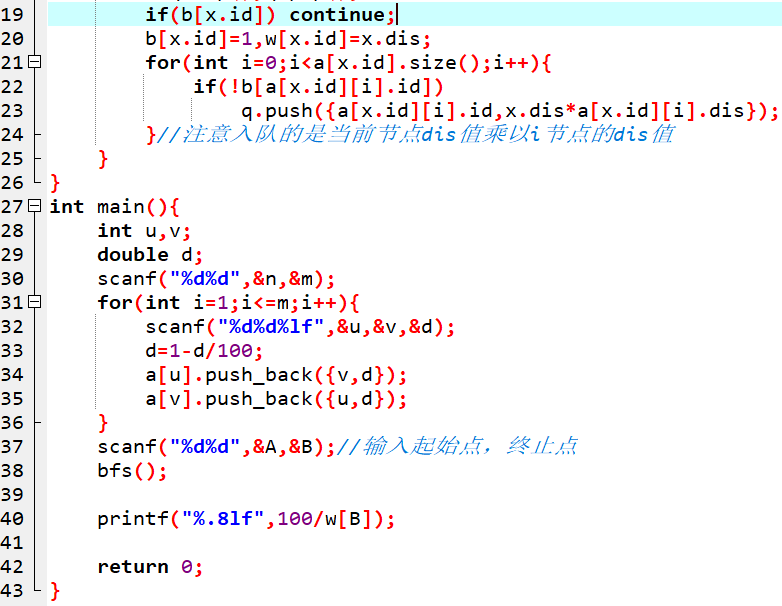 19 if(b[x.id]) continue;
20 b[x.id]=1,w[x.id]=x.dis;
21 for(int i=0;i<a[x.id].size();i++){
22 if(!b[a[x.id][i].id])
23 q.push({a[x.id][i].id,x.dis*a[x.id][i].dis});
24 }//注意入队的是当前节点dis值乘以i节点的dis值
25 }
26 }
27 int main(){
28 int u,v;
29 double d;
30 scanf("%d%d",&n,&m);
31 for(int i=1;i<=m;i++){
32 scanf("%d%d%lf",&u,&v,&d);
33 d=1-d/100;
34 a[u].push_back({v,d});
35 a[v].push_back({u,d});
36 }
37 scanf("%d%d",&A,&B);//输入起始点，终止点
38 bfs();
39
40 printf("%.8lf",100/w[B]);
41
42 return 0;
43 }